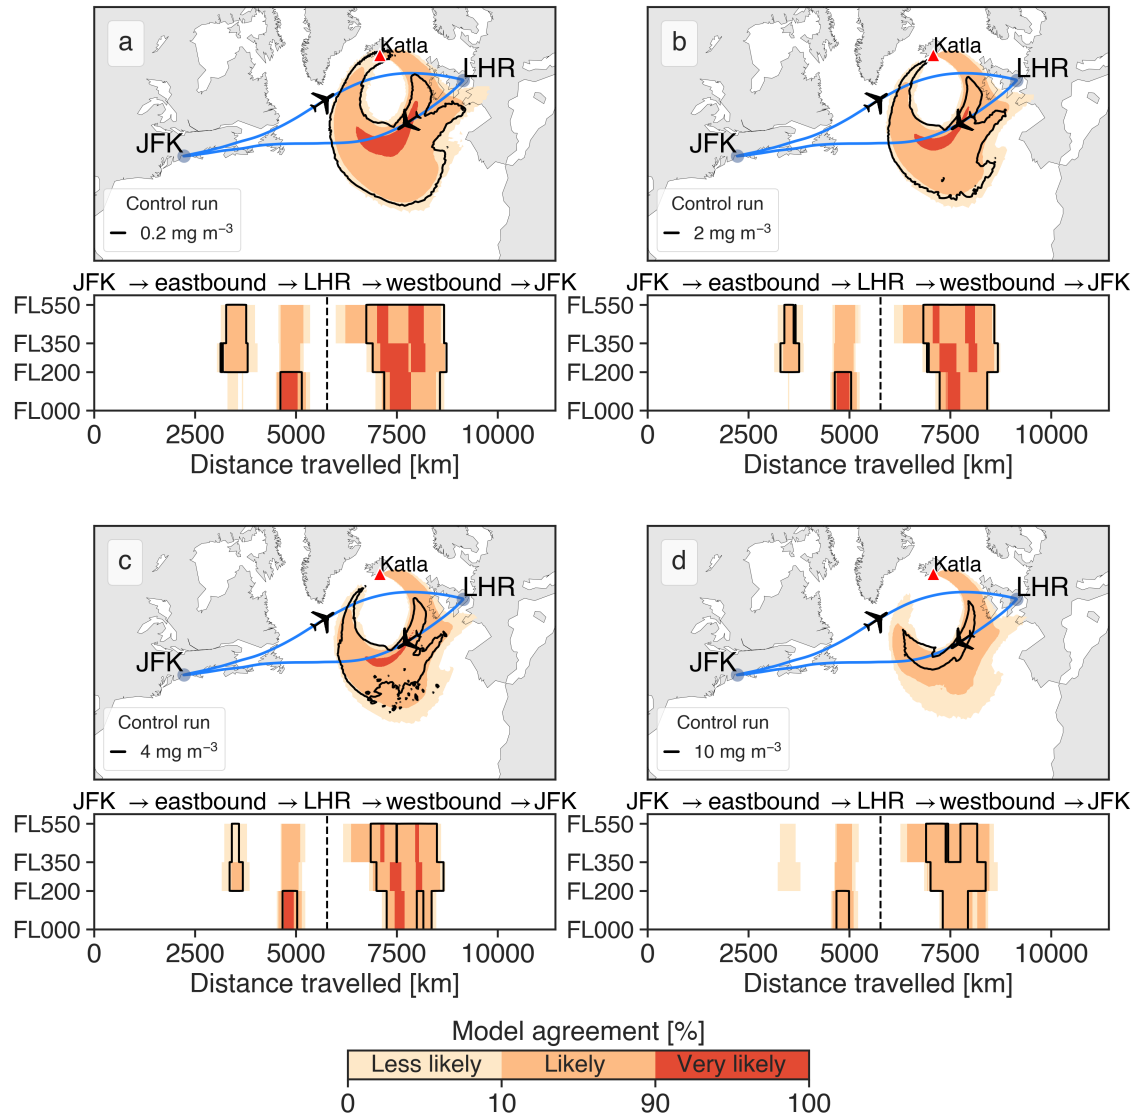 a
Katla
LHR
JFK
Control run
0.2 mg m⁻³
JFK → eastbound → LHR → westbound → JFK
FL550
FL350
FL200
FL000
0 2500 5000 7500 10000
Distance travelled [km]
b
Katla
LHR
JFK
Control run
2 mg m⁻³
JFK → eastbound → LHR → westbound → JFK
FL550
FL350
FL200
FL000
0 2500 5000 7500 10000
Distance travelled [km]
c
Katla
LHR
JFK
Control run
4 mg m⁻³
JFK → eastbound → LHR → westbound → JFK
FL550
FL350
FL200
FL000
0 2500 5000 7500 10000
Distance travelled [km]
d
Katla
LHR
JFK
Control run
10 mg m⁻³
JFK → eastbound → LHR → westbound → JFK
FL550
FL350
FL200
FL000
0 2500 5000 7500 10000
Distance travelled [km]
Model agreement [%]
Less likely Likely Very likely
0 10 90 100